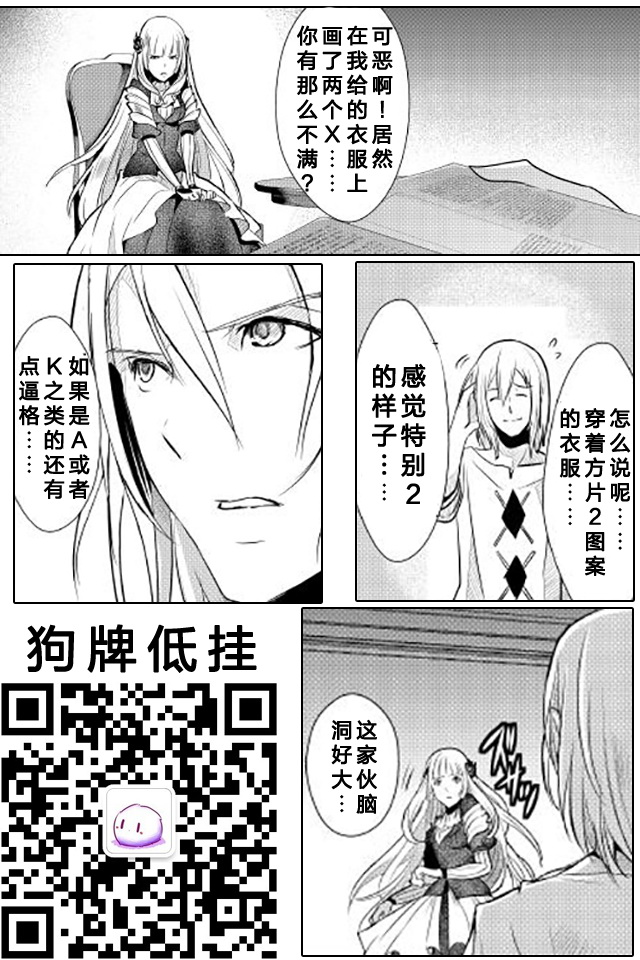 可恶啊！居然
在我给的衣服上
画了两个X……
你有那么不满？
怎么说呢……
穿着方片2图案
的衣服……
感觉特别2
的样子……
如果是A或者
K之类的还有
点逼格……
这家伙脑
洞好大…
ズサッ
狗牌低挂